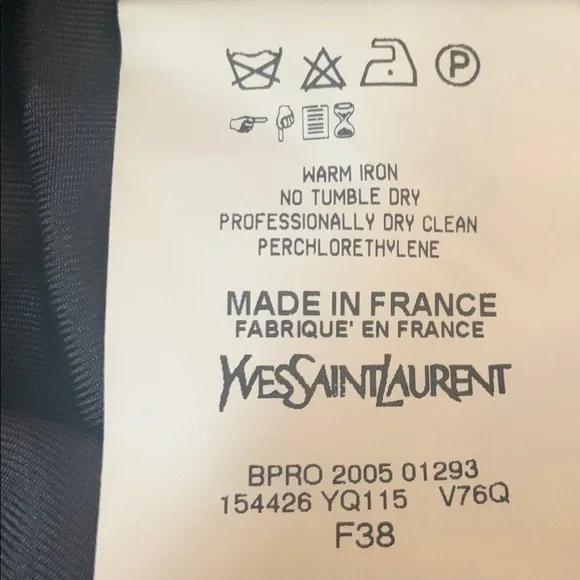 P
WARM IRON
NO TUMBLE DRY
PROFESSIONALLY DRY CLEAN
PERCHLORETHYLENE
MADE IN FRANCE
FABRIQUE' EN FRANCE
YVESSAINTLAURENT
BPRO 2005 01293
154426 YQ115 V76Q
F38